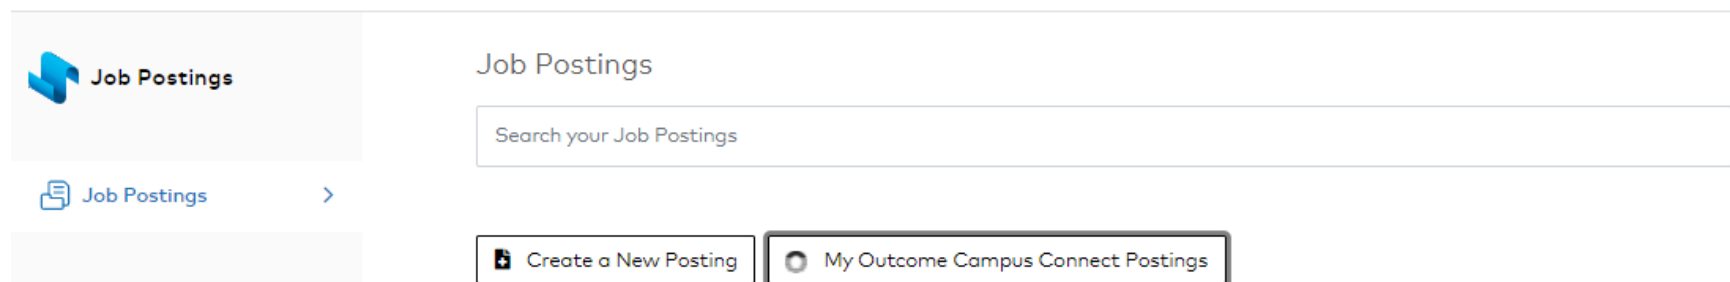 Job Postings
Job Postings
Search your Job Postings
Job Postings
Create a New Posting
My Outcome Campus Connect Postings